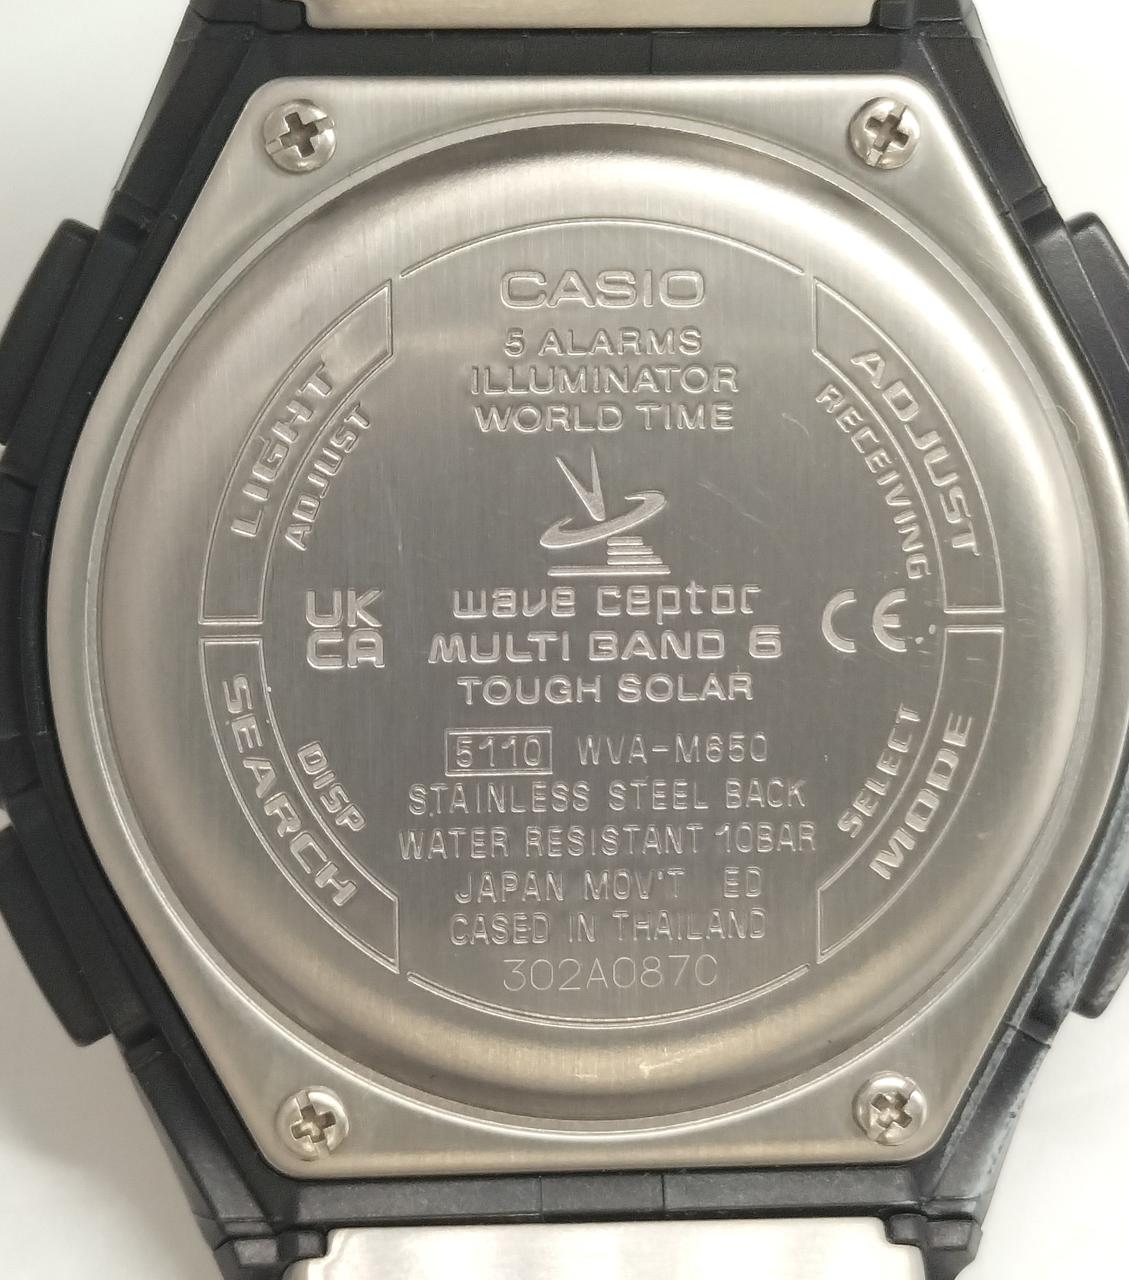 CASIO
5 ALARMS
ILLUMINATOR
WORLD TIME
LIGHT
ADJUST
ADJUST
RECEIVING
UK
CA
wave ceptor
CE
MULTI BAND 6
TOUGH SOLAR
SEARCH
DISP
SELECT
MODE
5110 WVA-M650
STAINLESS STEEL BACK
WATER RESISTANT 10BAR
JAPAN MOV'T ED
CASED IN THAILAND
302A087C